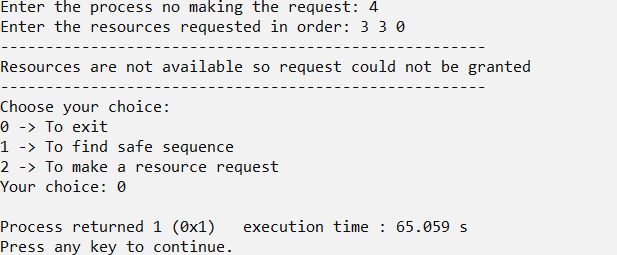 Enter the process no making the request: 4
Enter the resources requested in order: 3 3 0
-----------------------------------------------------
Resources are not available so request could not be granted
-----------------------------------------------------
Choose your choice:
0 -> To exit
1 -> To find safe sequence
2 -> To make a resource request
Your choice: 0
Process returned 1 (0x1)   execution time : 65.059 s
Press any key to continue.